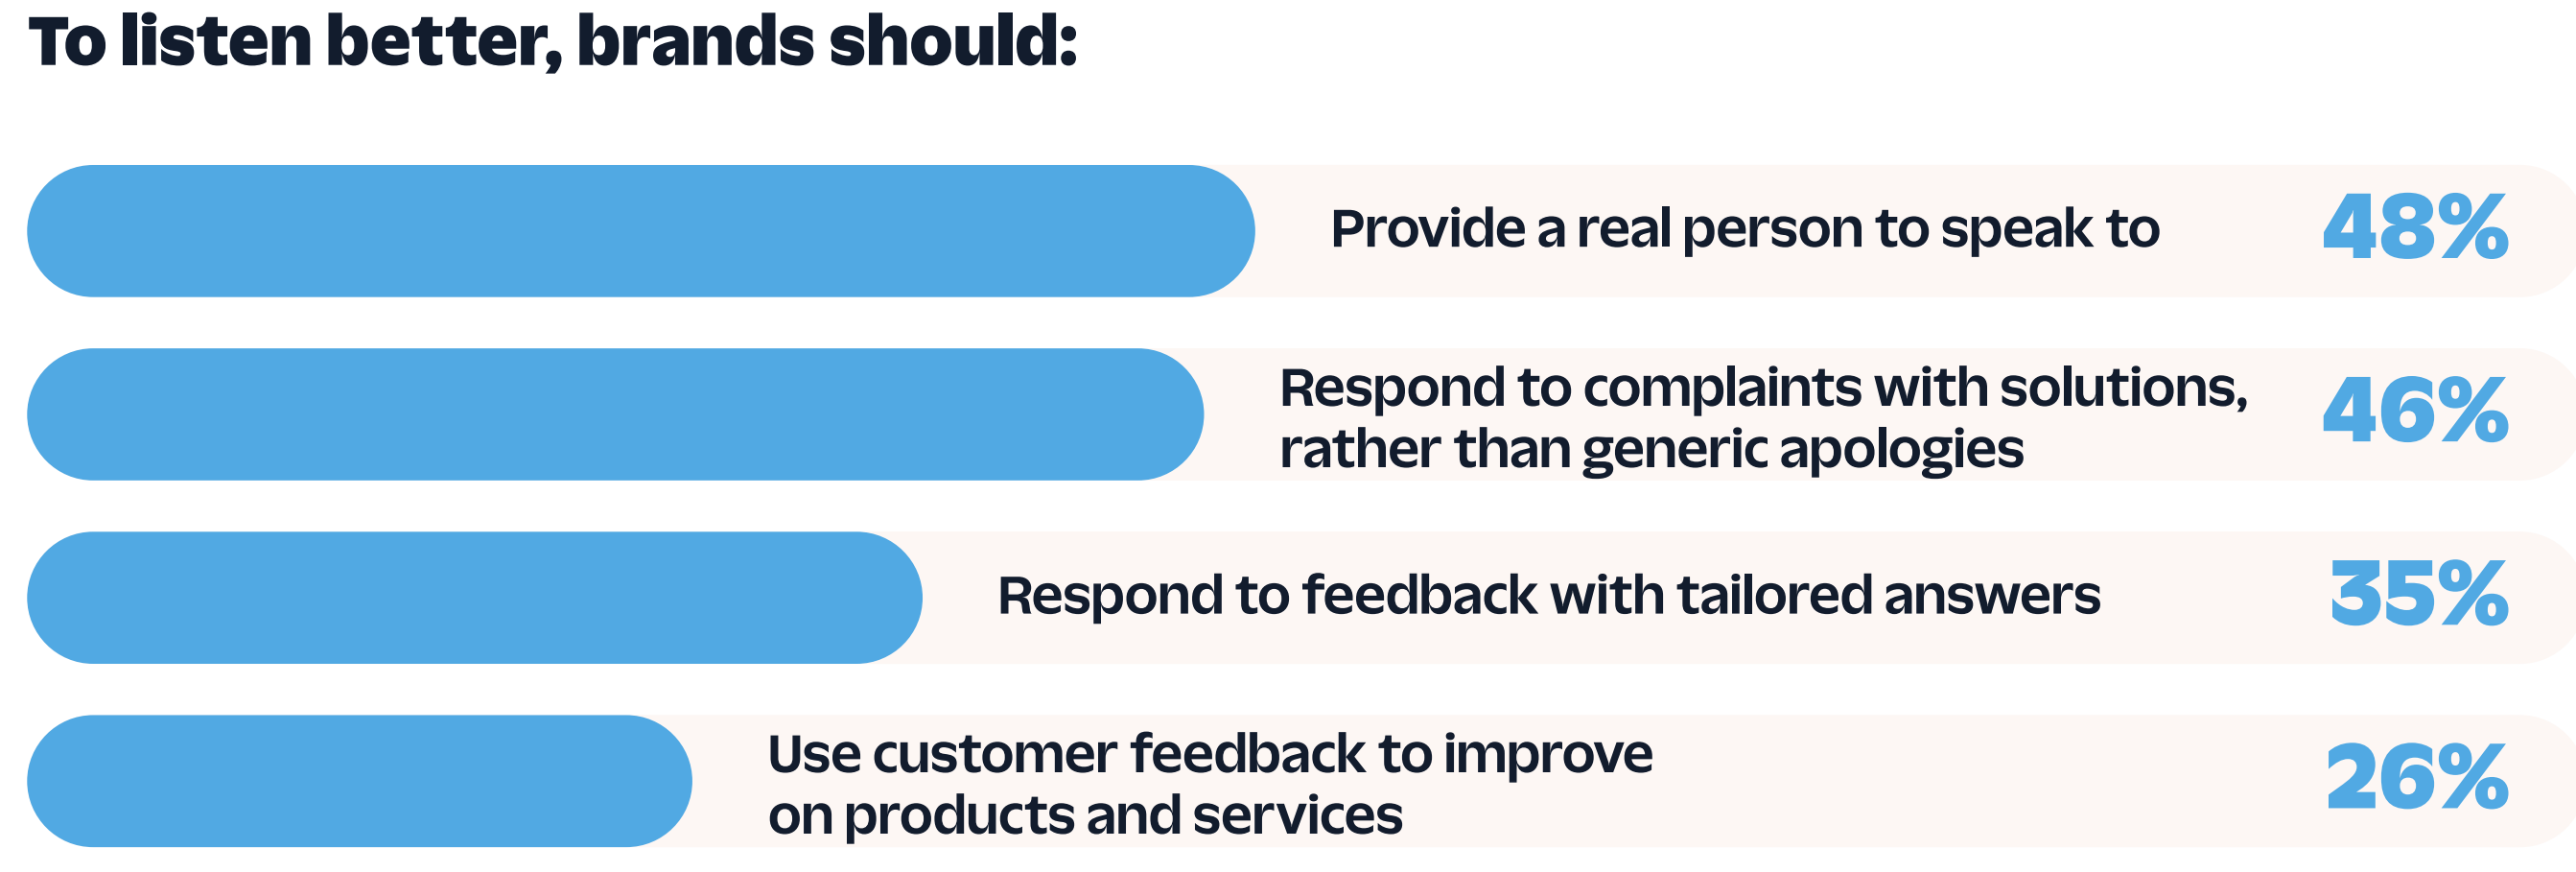 To listen better, brands should:
Provide a real person to speak to 48%
Respond to complaints with solutions,
rather than generic apologies 46%
Respond to feedback with tailored answers 35%
Use customer feedback to improve
on products and services 26%